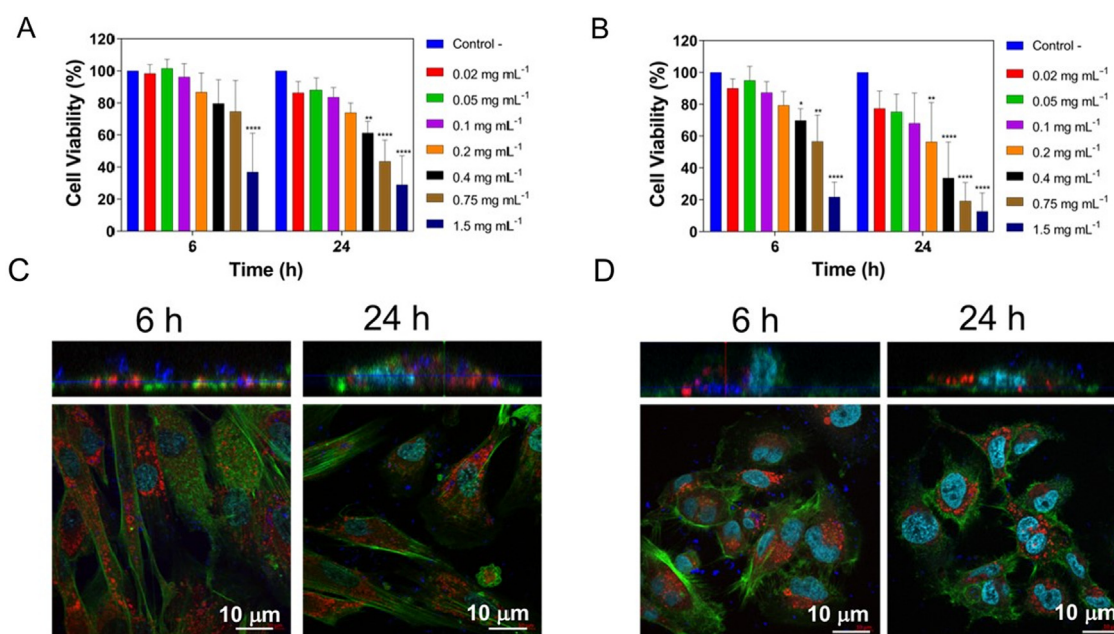 A
Cell Viability (%)
120
100
80
60
40
20
0
****
**
****
****
6
24
Time (h)
Control -
0.02 mg mL⁻¹
0.05 mg mL⁻¹
0.1 mg mL⁻¹
0.2 mg mL⁻¹
0.4 mg mL⁻¹
0.75 mg mL⁻¹
1.5 mg mL⁻¹
B
Cell Viability (%)
120
100
80
60
40
20
0
*
**
****
**
****
****
****
6
24
Time (h)
Control -
0.02 mg mL⁻¹
0.05 mg mL⁻¹
0.1 mg mL⁻¹
0.2 mg mL⁻¹
0.4 mg mL⁻¹
0.75 mg mL⁻¹
1.5 mg mL⁻¹
C
6 h
24 h
10 μm
10 μm
D
6 h
24 h
10 μm
10 μm